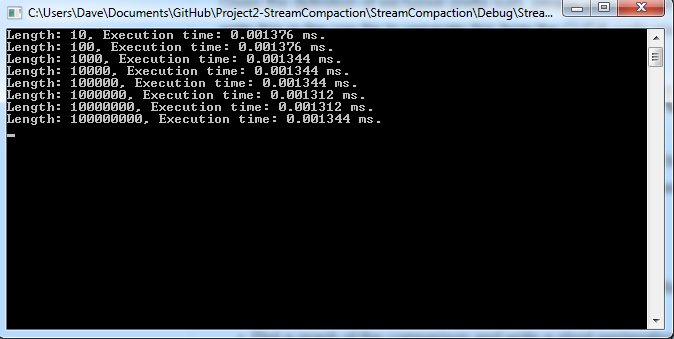 C:\Users\Dave\Documents\GitHub\Project2-StreamCompaction\StreamCompaction\Debug\Strea...
Length: 10, Execution time: 0.001376 ms.
Length: 100, Execution time: 0.001376 ms.
Length: 1000, Execution time: 0.001344 ms.
Length: 10000, Execution time: 0.001344 ms.
Length: 100000, Execution time: 0.001344 ms.
Length: 1000000, Execution time: 0.001312 ms.
Length: 10000000, Execution time: 0.001312 ms.
Length: 100000000, Execution time: 0.001344 ms.